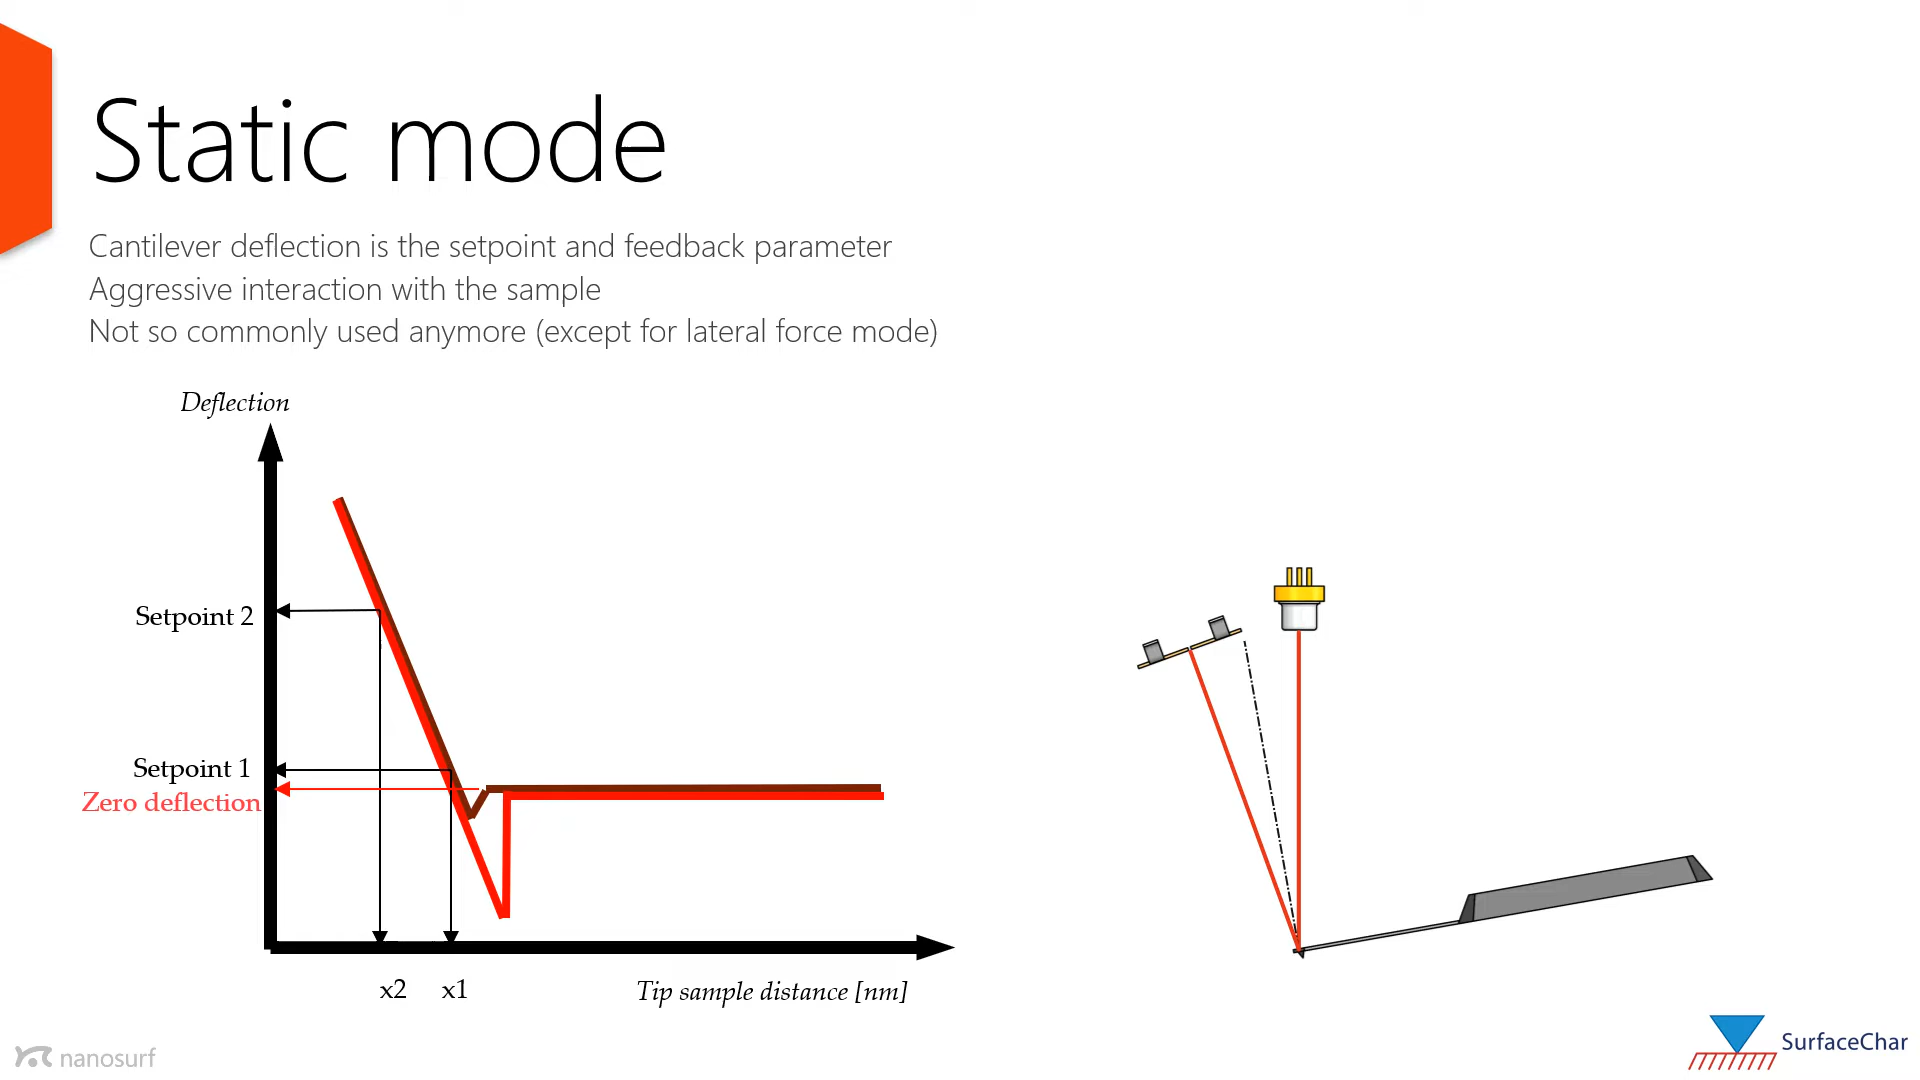 Static mode
Cantilever deflection is the setpoint and feedback parameter
Aggressive interaction with the sample
Not so commonly used anymore (except for lateral force mode)
Deflection
Setpoint 2
Setpoint 1
Zero deflection
x2 x1
Tip sample distance [nm]
nanosurf
SurfaceChar